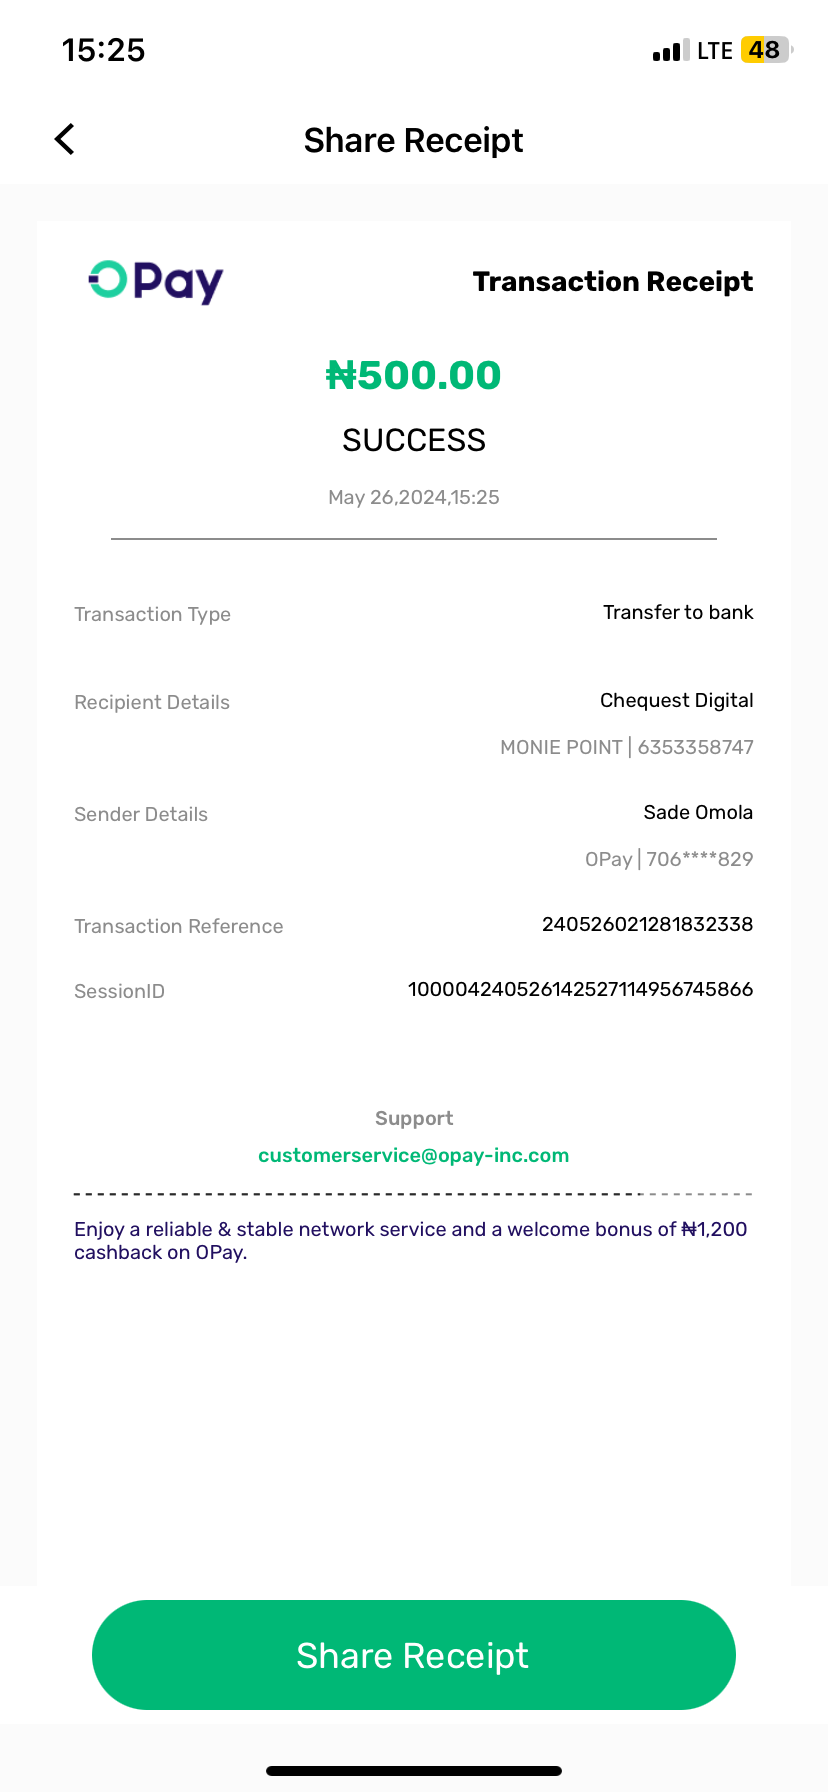 15:25
LTE 48
Share Receipt
OPay
Transaction Receipt
₦500.00
SUCCESS
May 26,2024,15:25
Transaction Type
Transfer to bank
Recipient Details
Chequest Digital
MONIE POINT | 6353358747
Sender Details
Sade Omola
OPay | 706****829
Transaction Reference
240526021281832338
SessionID
100004240526142527114956745866
Support
customerservice@opay-inc.com
Enjoy a reliable & stable network service and a welcome bonus of ₦1,200
cashback on OPay.
Share Receipt